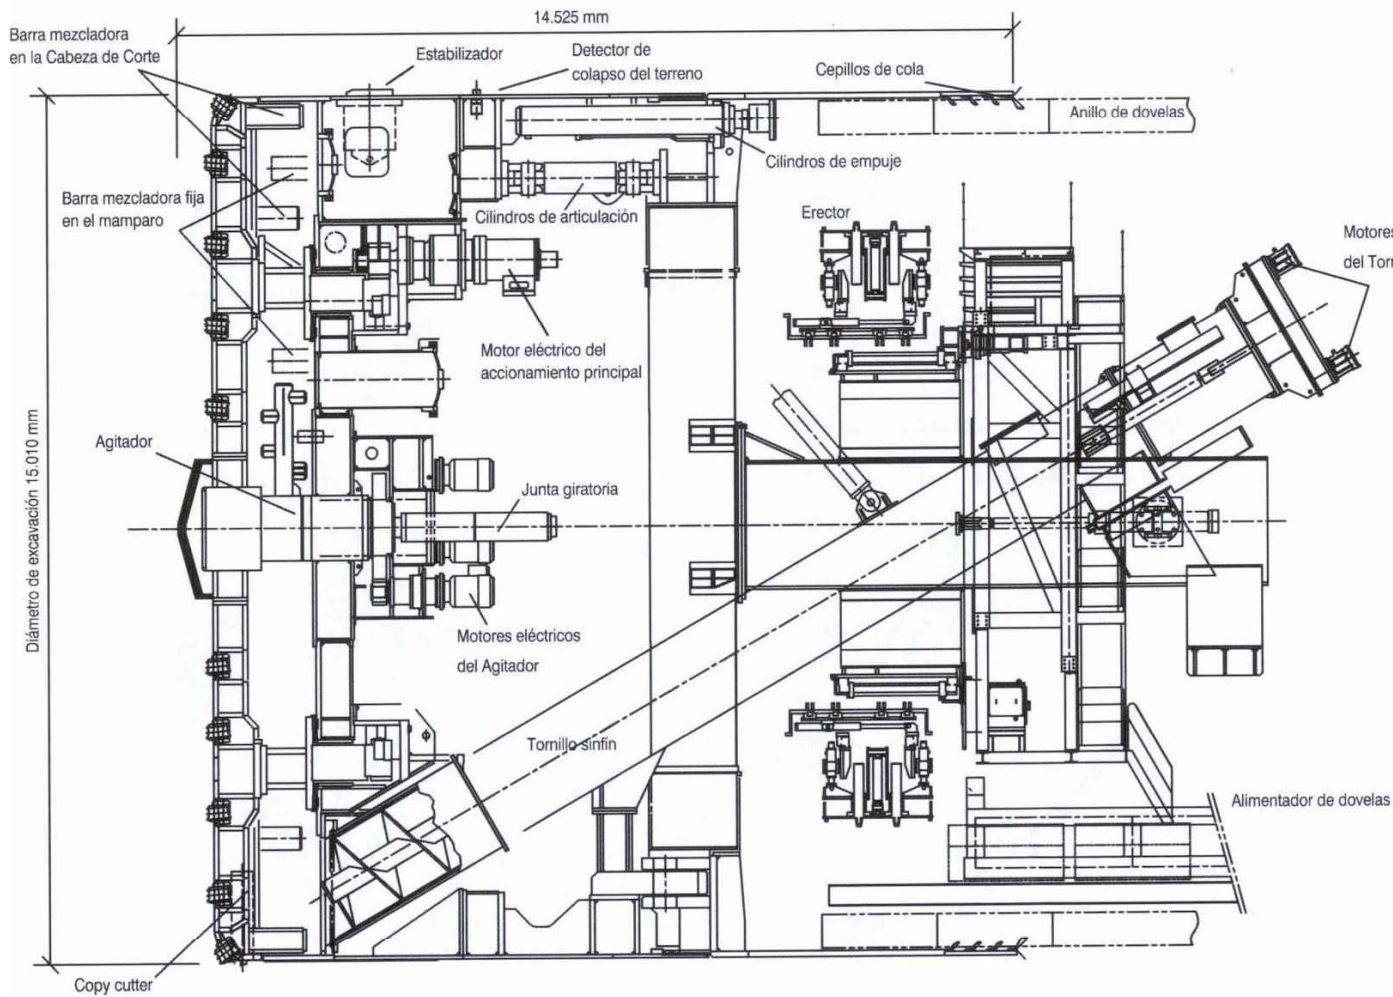 14.525 mm
Barra mezcladora
en la Cabeza de Corte
Estabilizador
Detector de
colapso del terreno
Cepillos de cola
Anillo de dovelas
Cilindros de empuje
Barra mezcladora fija
en el mamparo
Cilindros de articulación
Erector
Motores
del Torn
Motor eléctrico del
accionamiento principal
Diámetro de excavación 15.010 mm
Agitador
Junta giratoria
Motores eléctricos
del Agitador
Tornillo sinfín
Alimentador de dovelas
Copy cutter